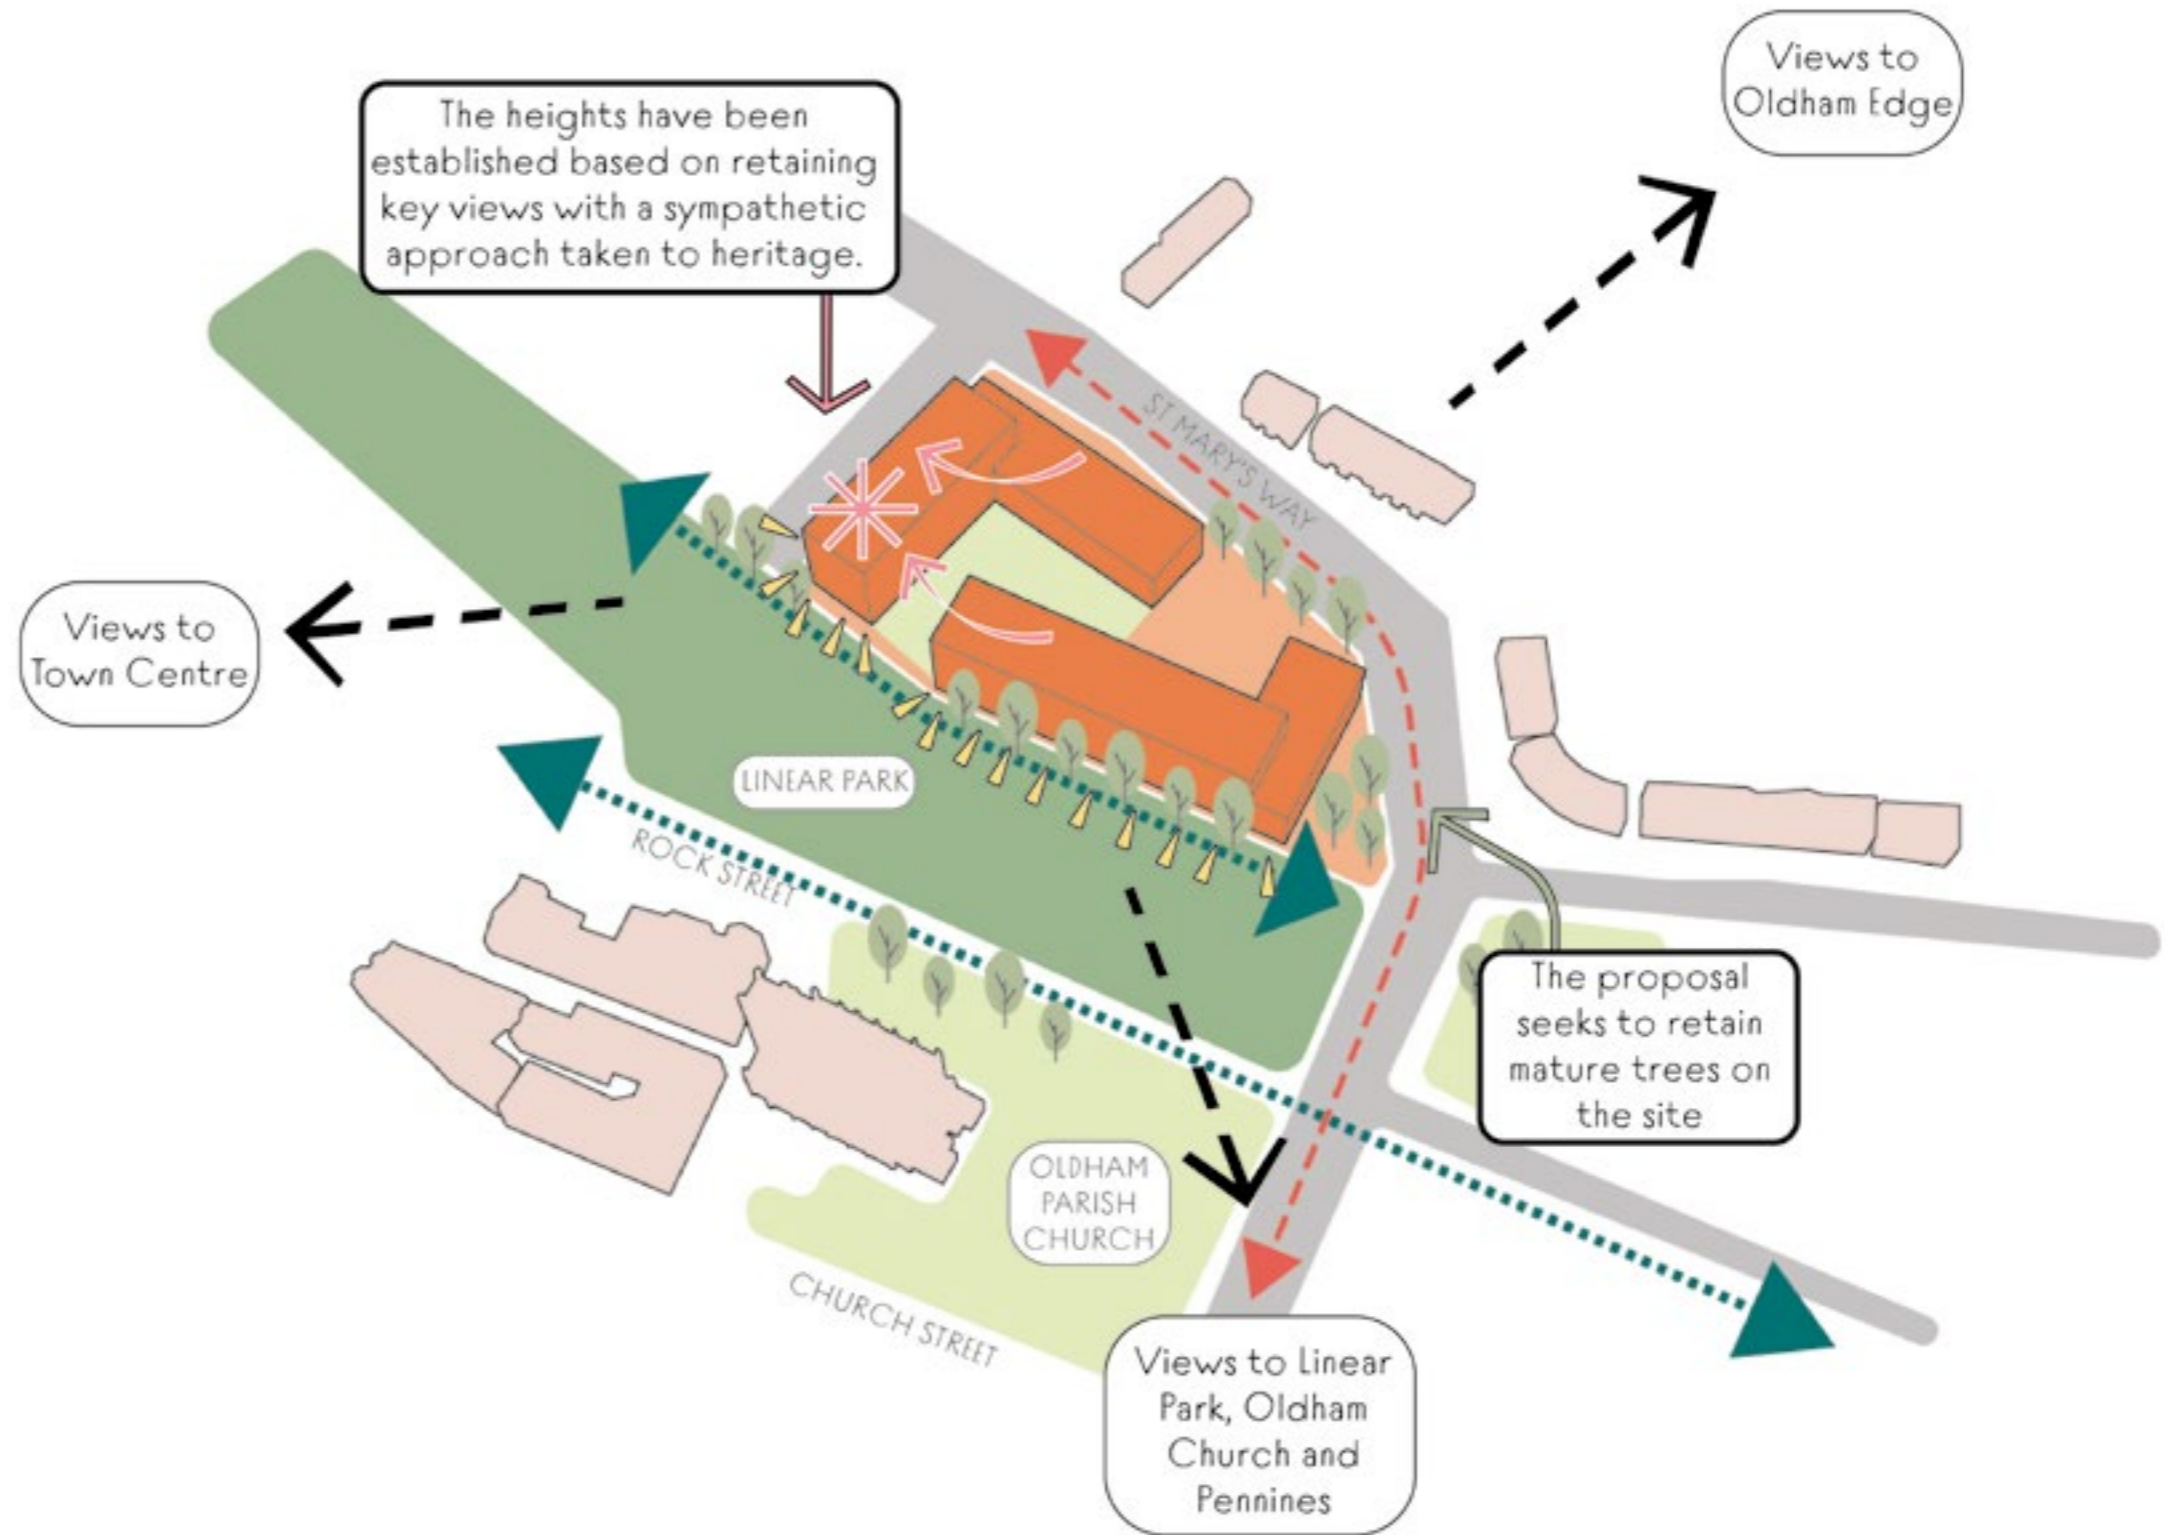 Views to
Oldham Edge
The heights have been
established based on retaining
key views with a sympathetic
approach taken to heritage.
ST MARY'S WAY
Views to
Town Centre
LINEAR PARK
ROCK STREET
The proposal
seeks to retain
mature trees on
the site
OLDHAM
PARISH
CHURCH
CHURCH STREET
Views to Linear
Park, Oldham
Church and
Pennines